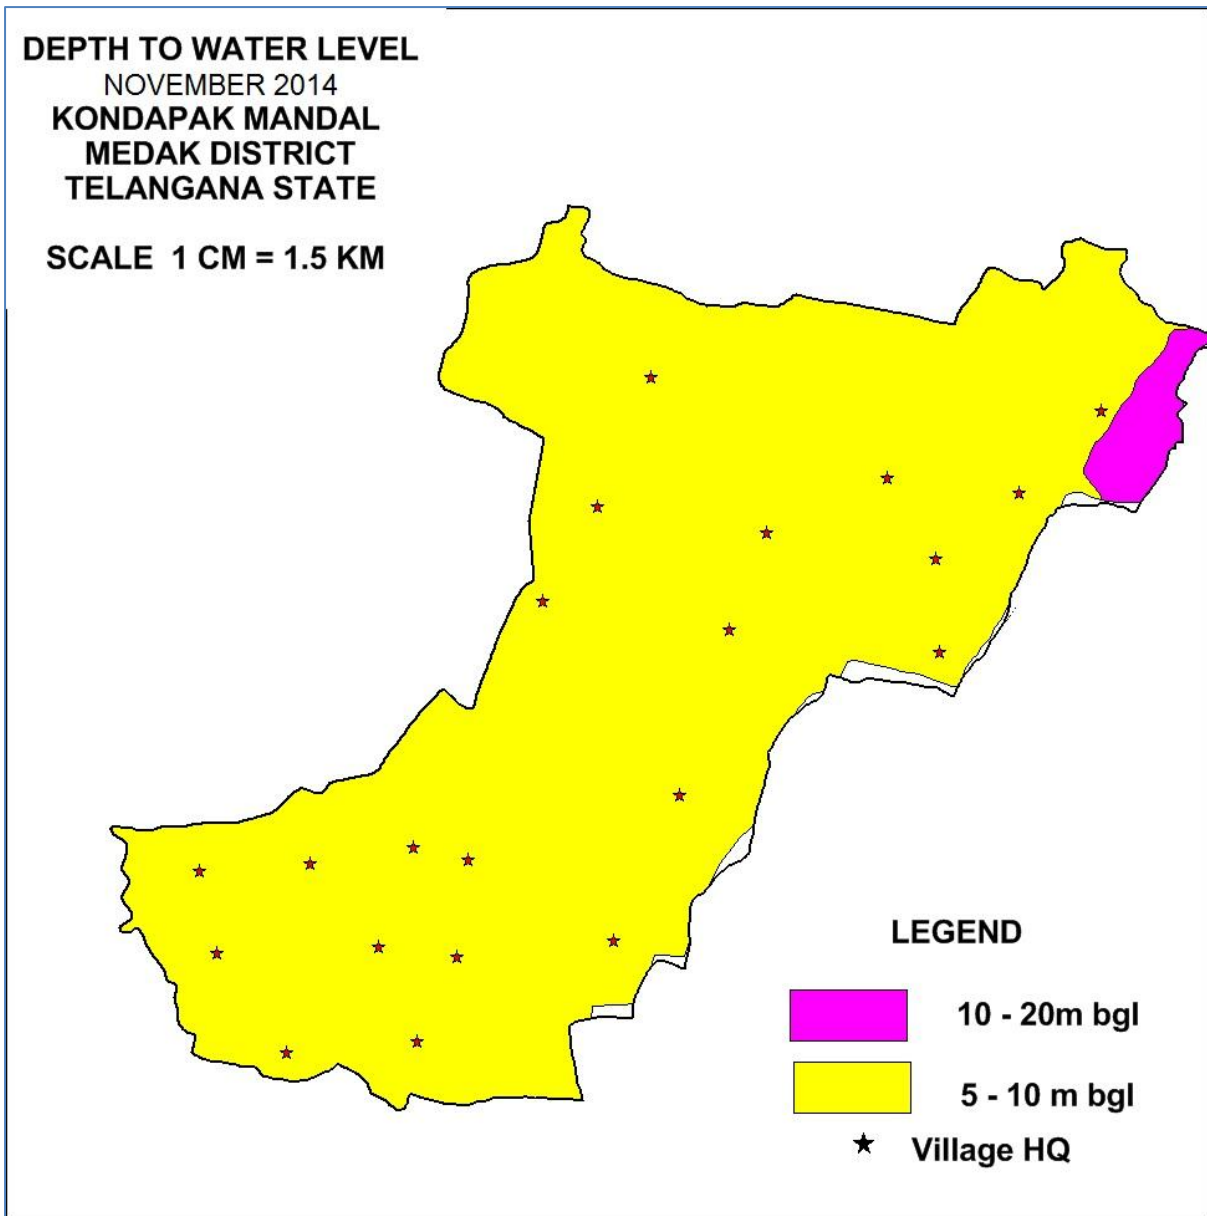 DEPTH TO WATER LEVEL
NOVEMBER 2014
KONDAPAK MANDAL
MEDAK DISTRICT
TELANGANA STATE
SCALE 1 CM = 1.5 KM
LEGEND
10 - 20m bgl
5 - 10 m bgl
Village HQ